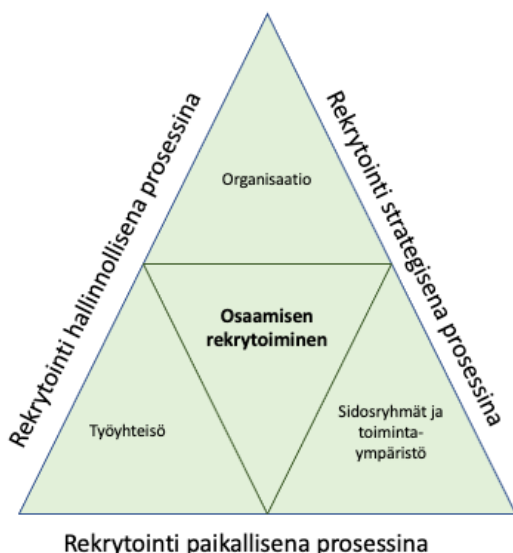 Rekrytointi hallinnollisena prosessina
Rekrytointi strategisena prosessina
Organisaatio
Osaamisen
rekrytoiminen
Työyhteisö
Sidosryhmät ja
toiminta-
ympäristö
Rekrytointi paikallisena prosessina